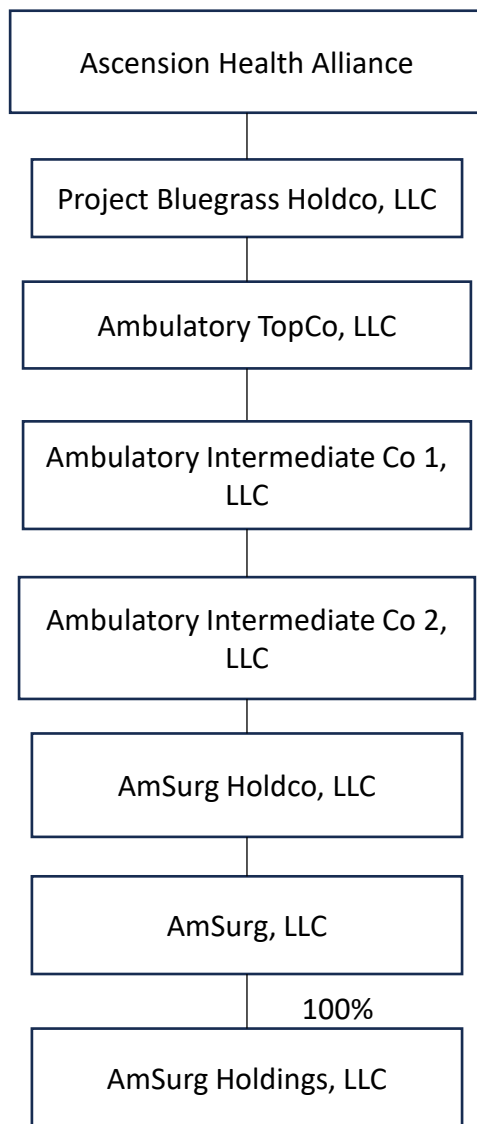 Ascension Health Alliance
Project Bluegrass Holdco, LLC
Ambulatory TopCo, LLC
Ambulatory Intermediate Co 1,
LLC
Ambulatory Intermediate Co 2,
LLC
AmSurg Holdco, LLC
AmSurg, LLC
100%
AmSurg Holdings, LLC